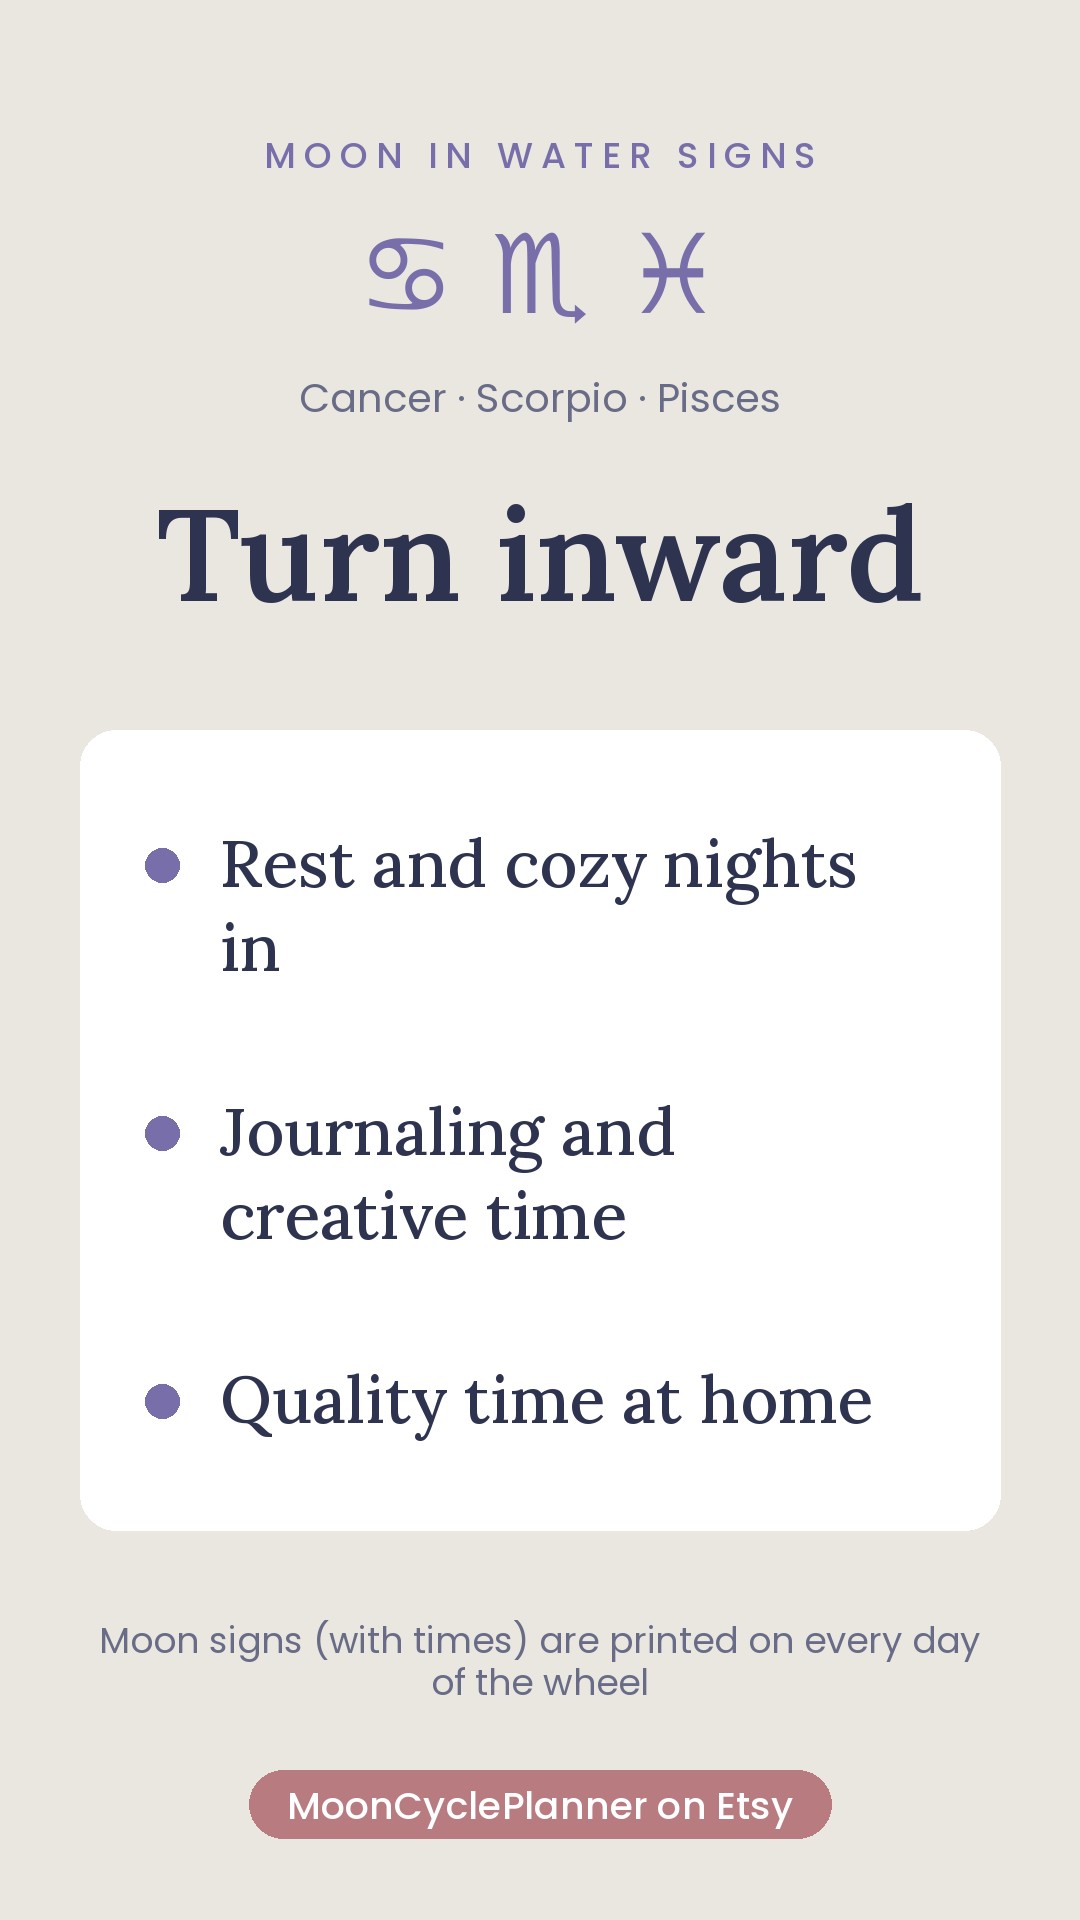 MOON IN WATER SIGNS
♋ ♏ ♓
Cancer · Scorpio · Pisces
Turn inward
Rest and cozy nights
in
Journaling and
creative time
Quality time at home
Moon signs (with times) are printed on every day
of the wheel
MoonCyclePlanner on Etsy